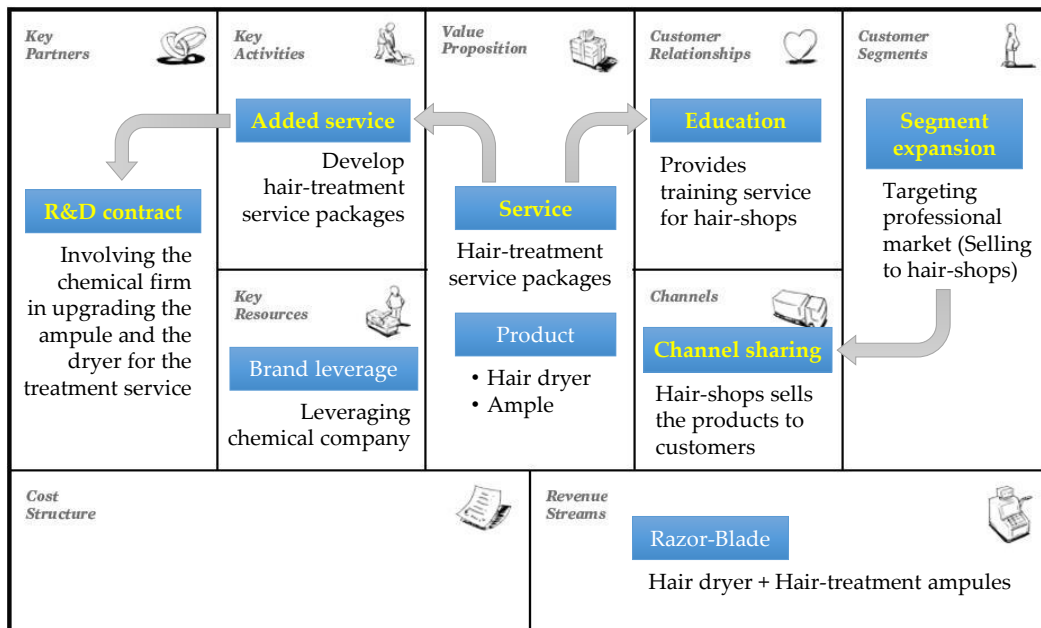 Key
Partners
R&D contract
Involving the
chemical firm
in upgrading the
ampule and the
dryer for the
treatment service
Key
Activities
Added service
Develop
hair-treatment
service packages
Key
Resources
Brand leverage
Leveraging
chemical company
Value
Proposition
Service
Hair-treatment
service packages
Product
• Hair dryer
• Ample
Customer
Relationships
Education
Provides
training service
for hair-shops
Channels
Channel sharing
Hair-shops sells
the products to
customers
Customer
Segments
Segment
expansion
Targeting
professional
market (Selling
to hair-shops)
Cost
Structure
Revenue
Streams
Razor-Blade
Hair dryer + Hair-treatment ampules